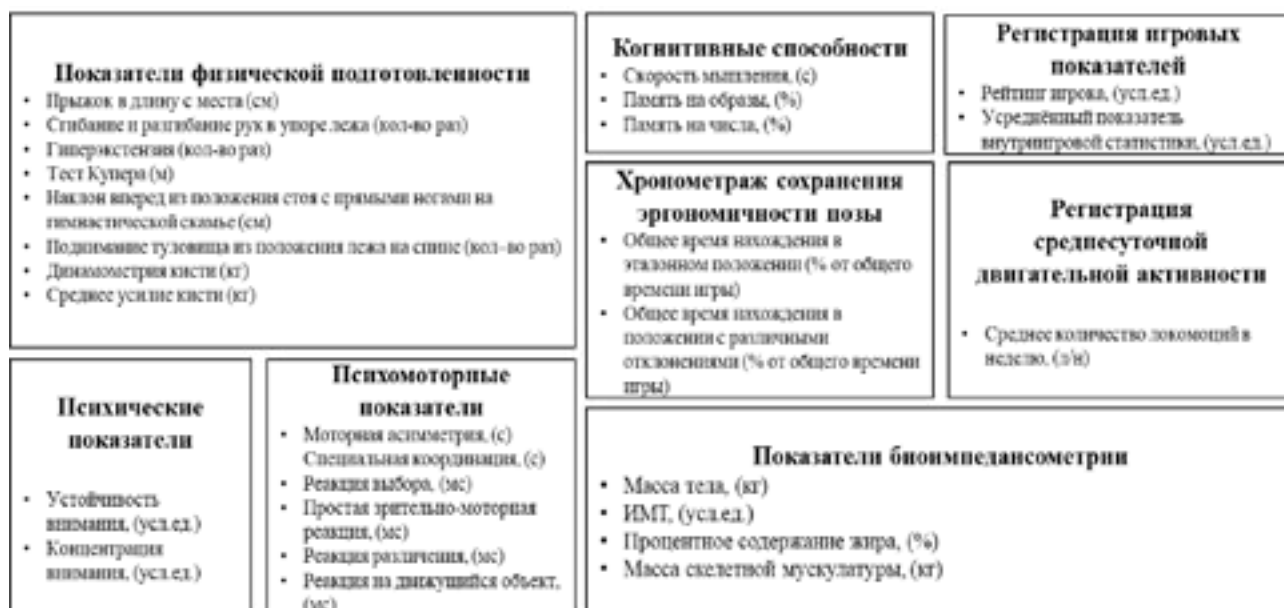 Показатели физической подготовленности
• Прыжок в длину с места (см)
• Сгибание и разгибание рук в упоре лежа (кол-во раз)
• Гиперэкстензия (кол-во раз)
• Тест Купера (м)
• Наклон вперед из положения стоя с прямыми ногами на
гимнастической скамье (см)
• Поднимание туловища из положения лежа на спине (кол-во раз)
• Динамометрия кисти (кг)
• Среднее усилие кисти (кг)
Когнитивные способности
• Скорость мышления, (с)
• Память на образы, (%)
• Память на числа, (%)
Регистрация игровых
показателей
• Рейтинг игрока, (усл.ед.)
• Усреднённый показатель
внутриигровой статистики, (усл.ед.)
Хронометраж сохранения
эргономичности позы
• Общее время нахождения в
эталонном положении (% от общего
времени игры)
• Общее время нахождения в
положении с различными
отклонениями (% от общего времени
игры)
Регистрация
среднесуточной
двигательной активности
• Среднее количество локомоций в
неделю, (л/н)
Психические
показатели
• Устойчивость
внимания, (усл.ед.)
• Концентрация
внимания, (усл.ед.)
Психомоторные
показатели
• Моторная асимметрия, (с)
Специальная координация, (с)
• Реакция выбора, (мс)
• Простая зрительно-моторная
реакция, (мс)
• Реакция различения, (мс)
• Реакция на движущийся объект,
(мс)
Показатели биоимпедансометрии
• Масса тела, (кг)
• ИМТ, (усл.ед.)
• Процентное содержание жира, (%)
• Масса скелетной мускулатуры, (кг)